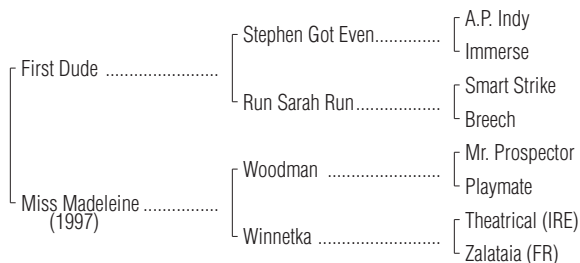 A.P. Indy
Stephen Got Even..............
Immerse
First Dude .......................
Smart Strike
Run Sarah Run.................
Breech
Mr. Prospector
Woodman .......................
Playmate
Miss Madeleine ...............
(1997)
Theatrical (IRE)
Winnetka .........................
Zalataia (FR)